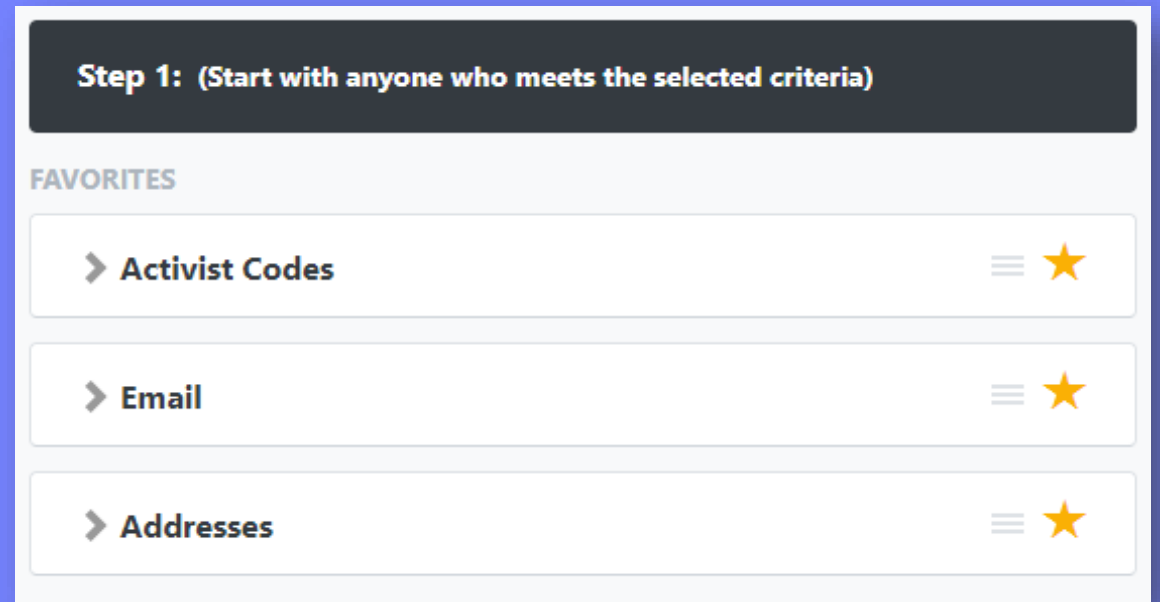 Step 1: (Start with anyone who meets the selected criteria)
FAVORITES
Activist Codes
Email
Addresses